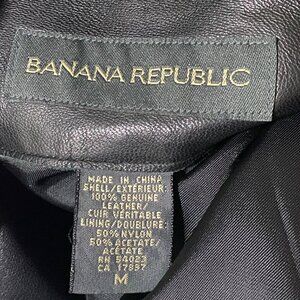 BANANA REPUBLIC
MADE IN CHINA
SHELL/EXTÉRIEUR:
100% GENUINE
LEATHER/
CUIR VÉRITABLE
LINING/DOUBLURE:
50% NYLON
50% ACETATE/
ACÉTATE
RN 54023
CA 17897
M